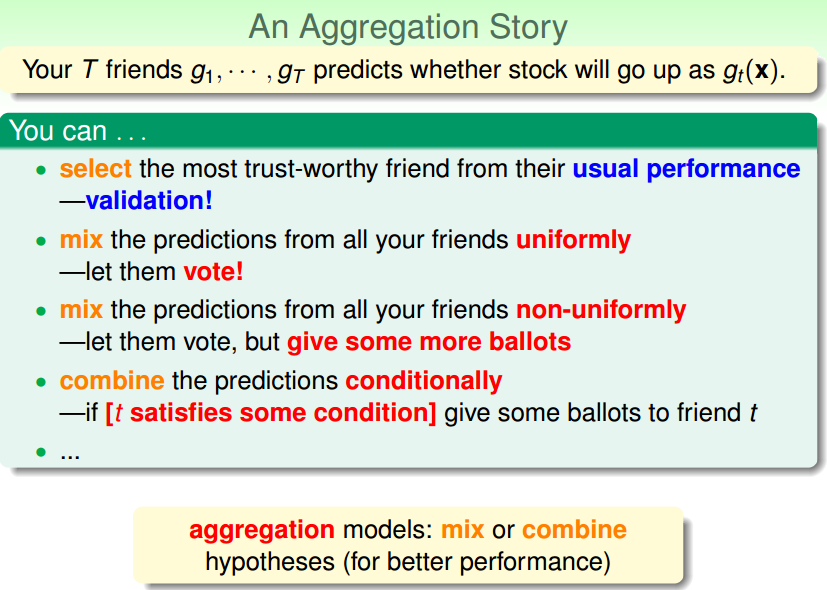 An Aggregation Story
Your T friends g₁, ⋯ , g_T predicts whether stock will go up as g_t(x).
You can . . .
• select the most trust-worthy friend from their usual performance
—validation!
• mix the predictions from all your friends uniformly
—let them vote!
• mix the predictions from all your friends non-uniformly
—let them vote, but give some more ballots
• combine the predictions conditionally
—if [t satisfies some condition] give some ballots to friend t
• ...
aggregation models: mix or combine
hypotheses (for better performance)